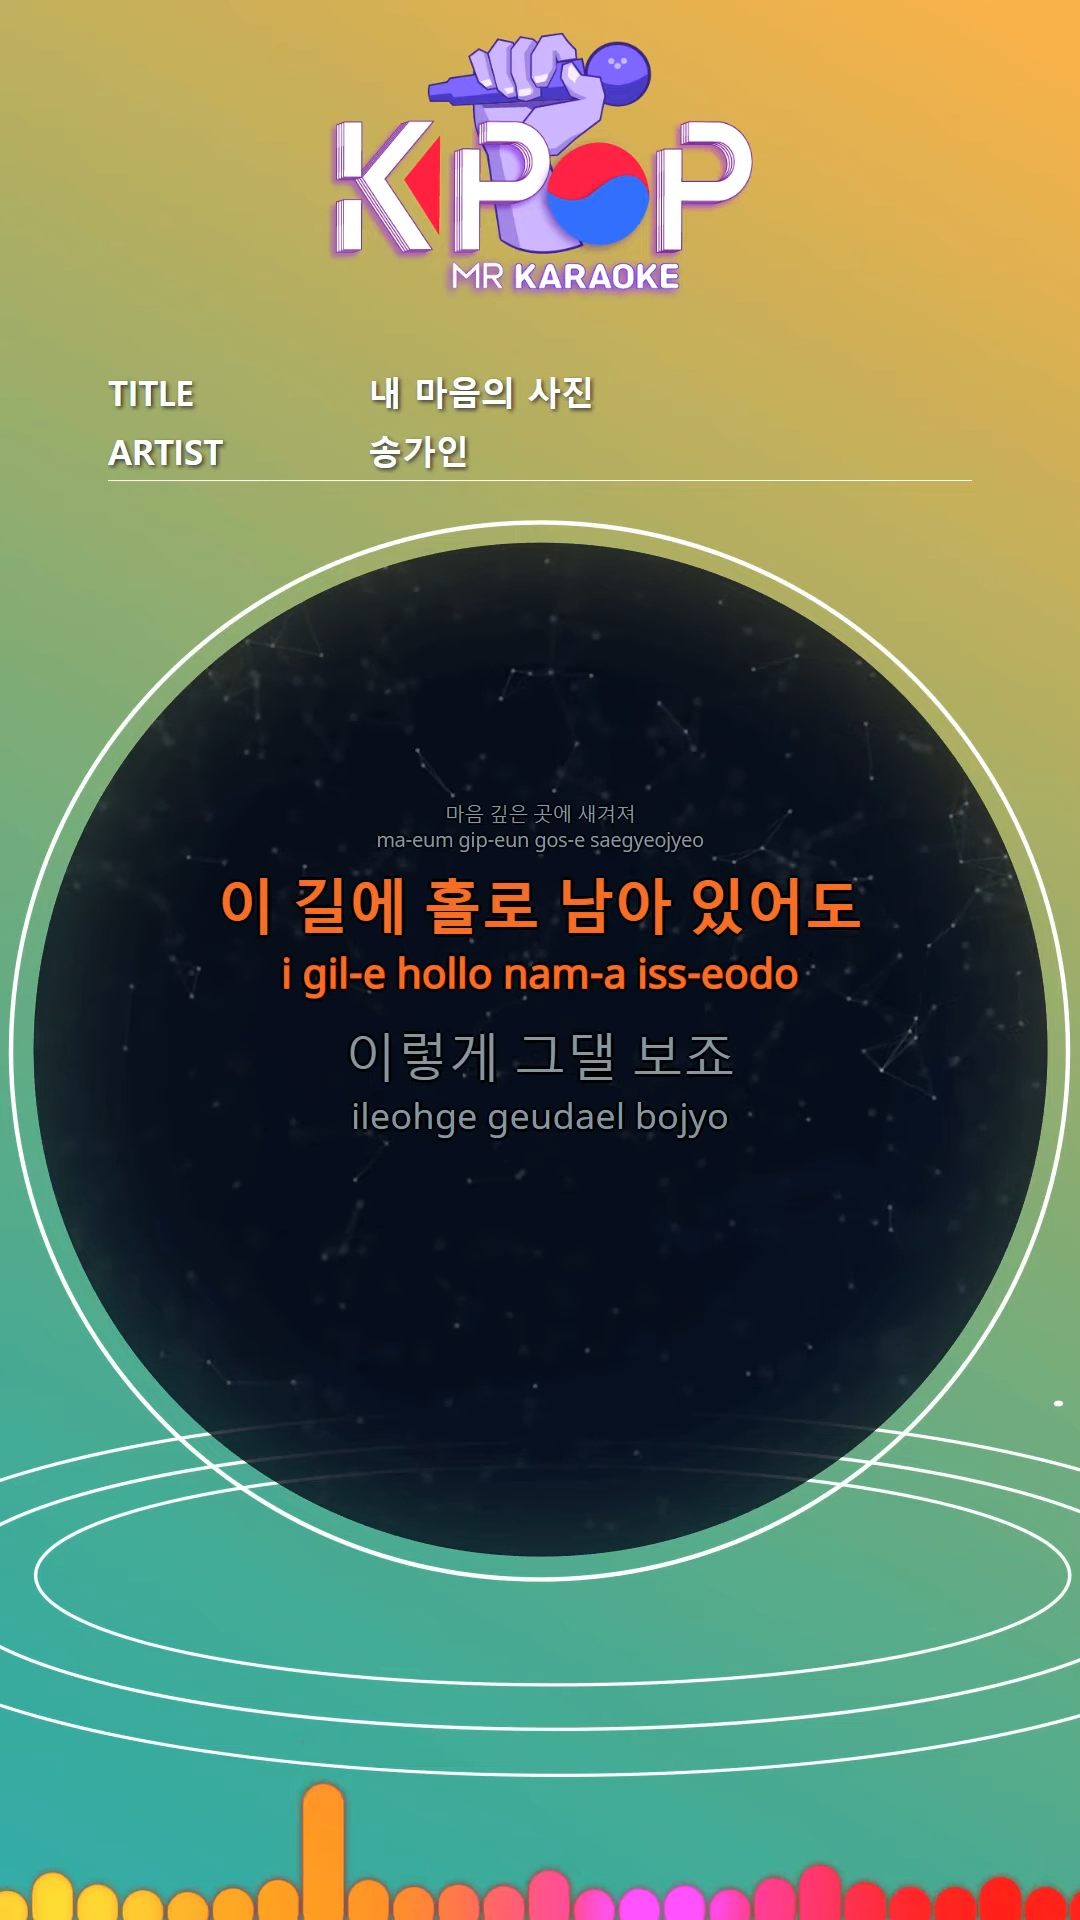 KPOP
MR KARAOKE
TITLE 내 마음의 사진
ARTIST 송가인
마음 깊은 곳에 새겨져
ma-eum gip-eun gos-e saegyeojyeo
이 길에 홀로 남아 있어도
i gil-e hollo nam-a iss-eodo
이렇게 그댈 보죠
ileohge geudael bojyo